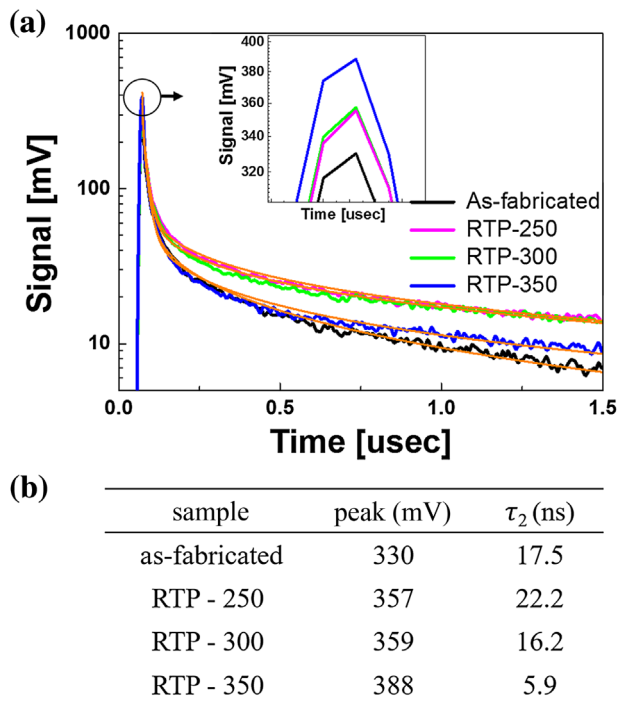 (a)
1000
100
10
Signal [mV]
0.0 0.5 1.0 1.5
Time [usec]
400
380
360
340
320
Signal [mV]
Time [usec]
As-fabricated
RTP-250
RTP-300
RTP-350
(b)
sample peak (mV) τ2 (ns)
as-fabricated 330 17.5
RTP - 250 357 22.2
RTP - 300 359 16.2
RTP - 350 388 5.9